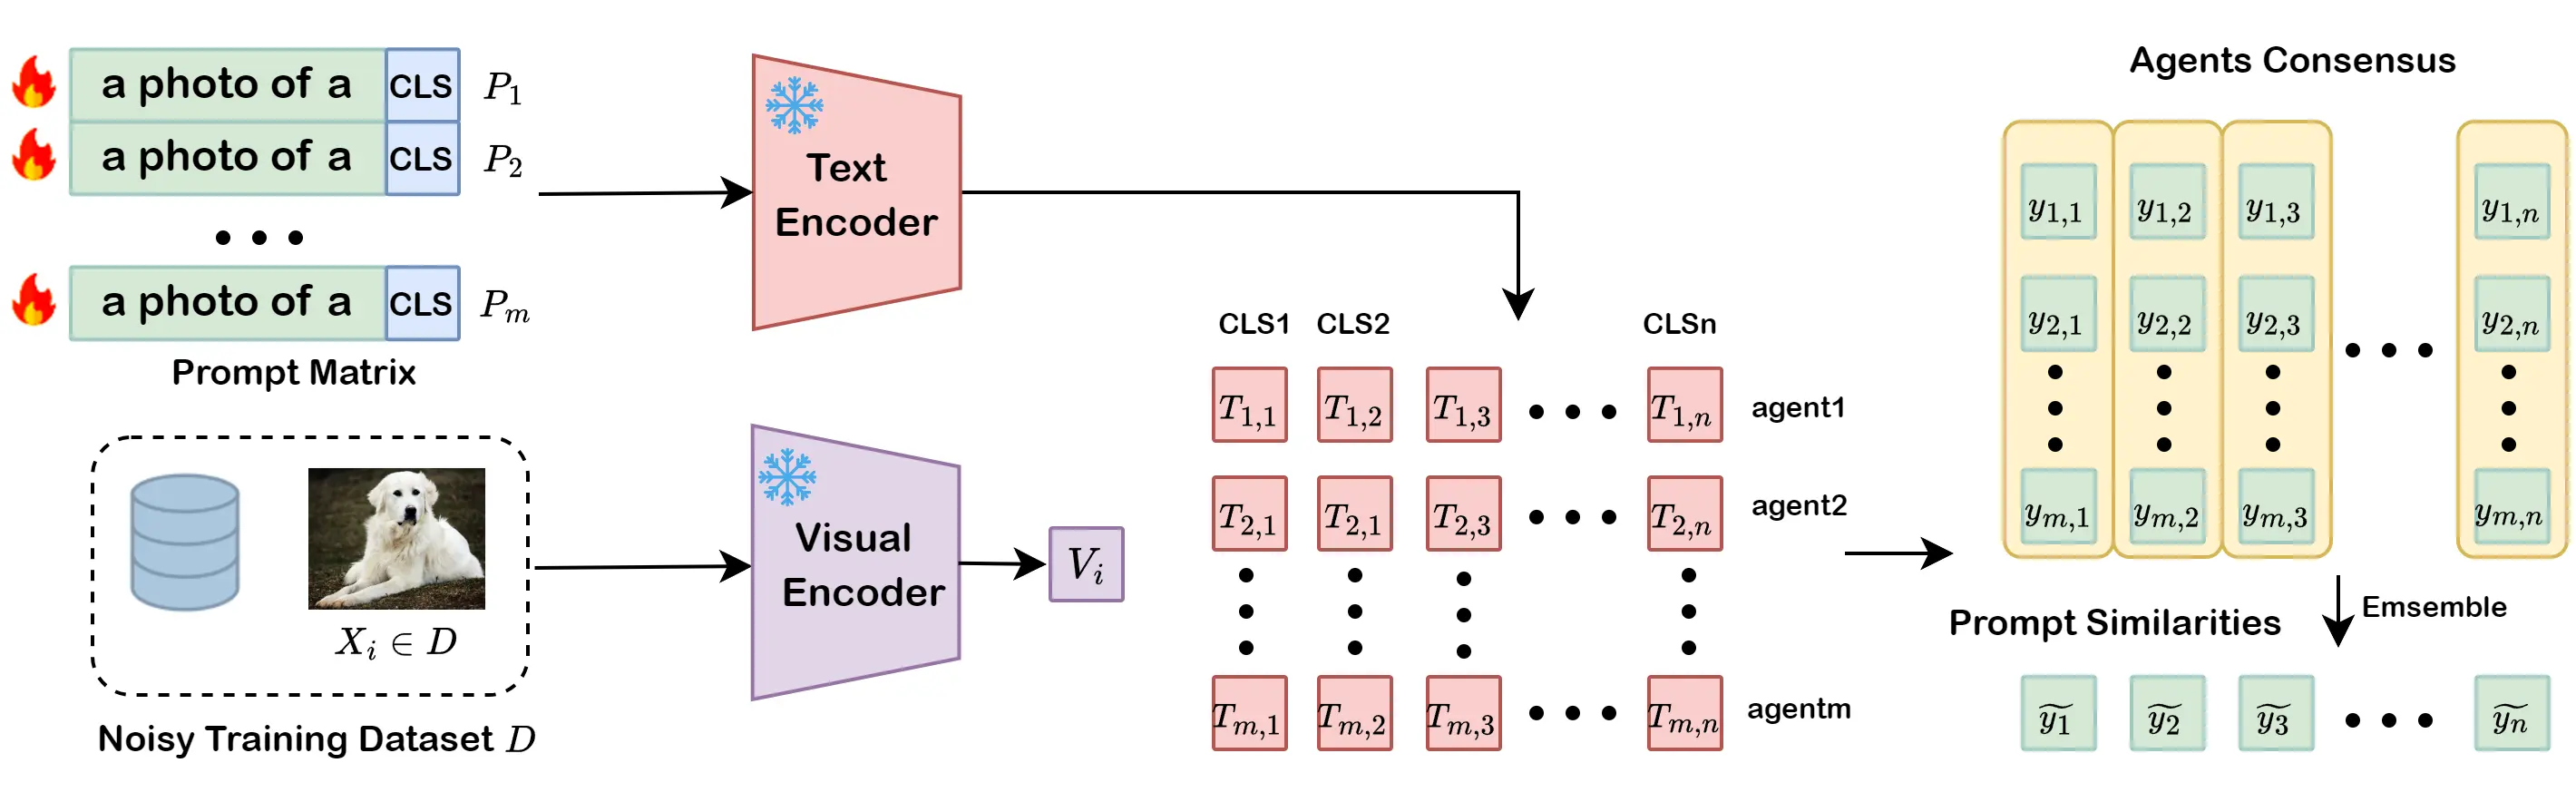 a photo of a CLS P_1
a photo of a CLS P_2
a photo of a CLS P_m
Prompt Matrix
Text
Encoder
X_i ∈ D
Noisy Training Dataset D
Visual
Encoder
V_i
CLS1 CLS2 CLSn
T_{1,1} T_{1,2} T_{1,3} T_{1,n} agent1
T_{2,1} T_{2,1} T_{2,3} T_{2,n} agent2
T_{m,1} T_{m,2} T_{m,3} T_{m,n} agentm
Agents Consensus
y_{1,1} y_{1,2} y_{1,3} y_{1,n}
y_{2,1} y_{2,2} y_{2,3} y_{2,n}
y_{m,1} y_{m,2} y_{m,3} y_{m,n}
Prompt Similarities
Emsemble
\widetilde{y_1} \widetilde{y_2} \widetilde{y_3} \widetilde{y_n}